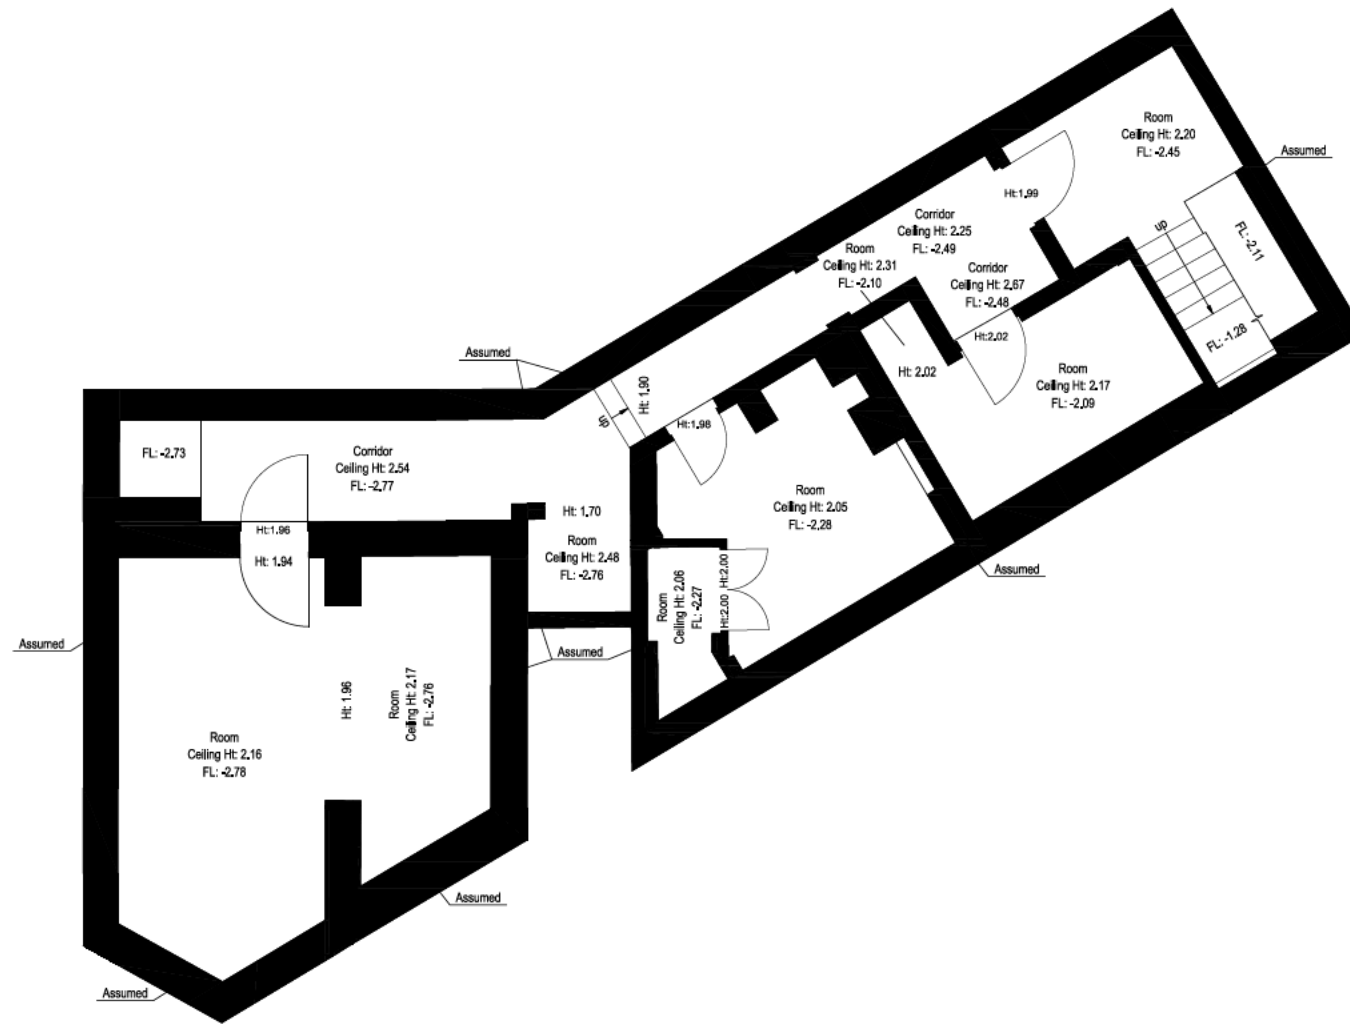 Room
Ceiling Ht: 2.20
FL: -2.45
Assumed
Ht:1.99
up
FL: -2.11
FL: -1.28
Corridor
Ceiling Ht: 2.25
FL: -2.49
Room
Ceiling Ht: 2.31
FL: -2.10
Corridor
Ceiling Ht: 2.67
FL: -2.48
Ht:2.02
Ht: 2.02
Room
Ceiling Ht: 2.17
FL: -2.09
Assumed
Ht: 1.90
up
Ht:1.98
FL: -2.73
Corridor
Ceiling Ht: 2.54
FL: -2.77
Room
Ceiling Ht: 2.05
FL: -2.28
Ht: 1.70
Ht:1.96
Ht: 1.94
Room
Ceiling Ht: 2.48
FL: -2.76
Ht:2.00
Ht:2.00
Room
Ceiling Ht: 2.06
FL: -2.27
Assumed
Assumed
Assumed
Ht: 1.96
Room
Ceiling Ht: 2.17
FL: -2.76
Room
Ceiling Ht: 2.16
FL: -2.78
Assumed
Assumed